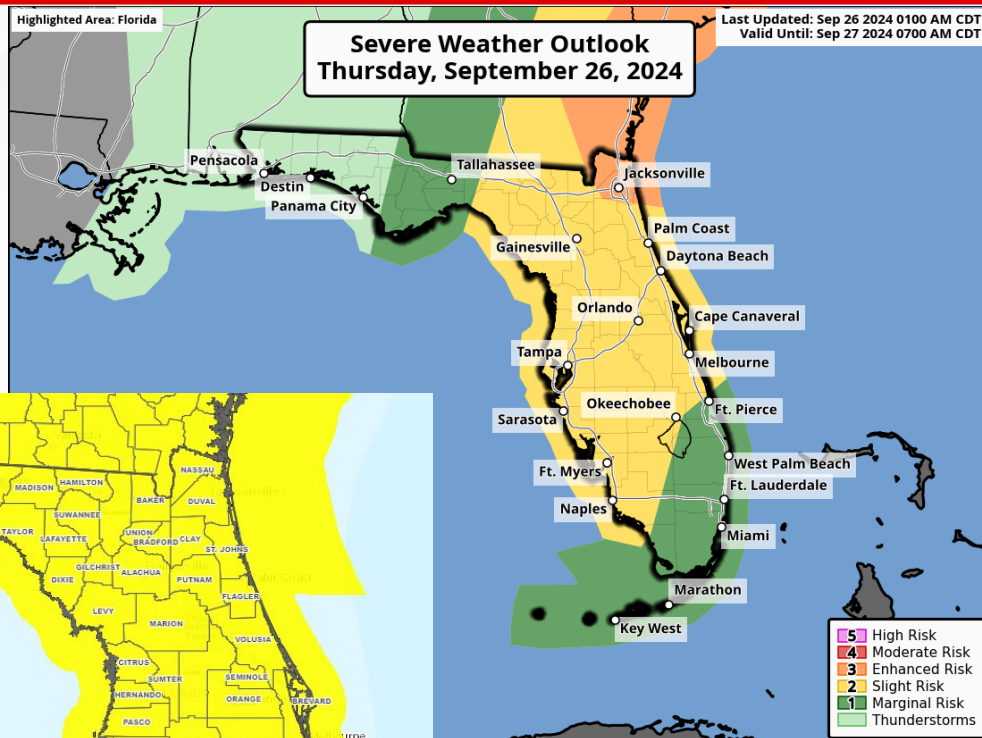 Highlighted Area: Florida
Severe Weather Outlook
Thursday, September 26, 2024
Last Updated: Sep 26 2024 0100 AM CDT
Valid Until: Sep 27 2024 0700 AM CDT
Pensacola
Destin
Panama City
Tallahassee
Jacksonville
Palm Coast
Gainesville
Daytona Beach
Orlando
Cape Canaveral
Tampa
Melbourne
Okeechobee
Ft. Pierce
Sarasota
West Palm Beach
Ft. Myers
Ft. Lauderdale
Naples
Miami
Marathon
Key West
5 High Risk
4 Moderate Risk
3 Enhanced Risk
2 Slight Risk
1 Marginal Risk
Thunderstorms
NASSAU
MADISON
HAMILTON
BAKER
DUVAL
SUWANNEE
TAYLOR
LAFAYETTE
UNION
BRADFORD
CLAY
ST. JOHNS
GILCHRIST
ALACHUA
DIXIE
PUTNAM
Palm Coast
FLAGLER
LEVY
MARION
VOLUSIA
CITRUS
SUMTER
SEMINOLE
HERNANDO
ORANGE
BREVARD
PASCO